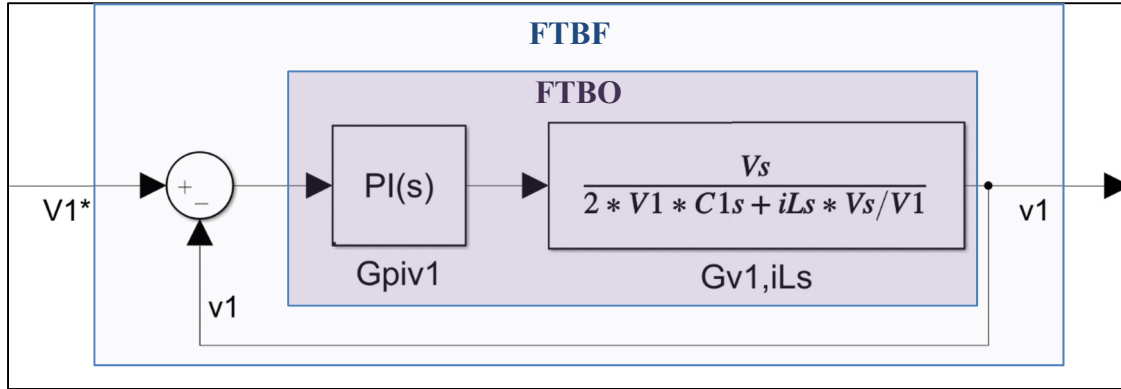 FTBF
FTBO
V1*
+
−
PI(s)
Vs
2 * V1 * C1s + iLs * Vs/V1
v1
Gpiv1
Gv1,iLs
v1